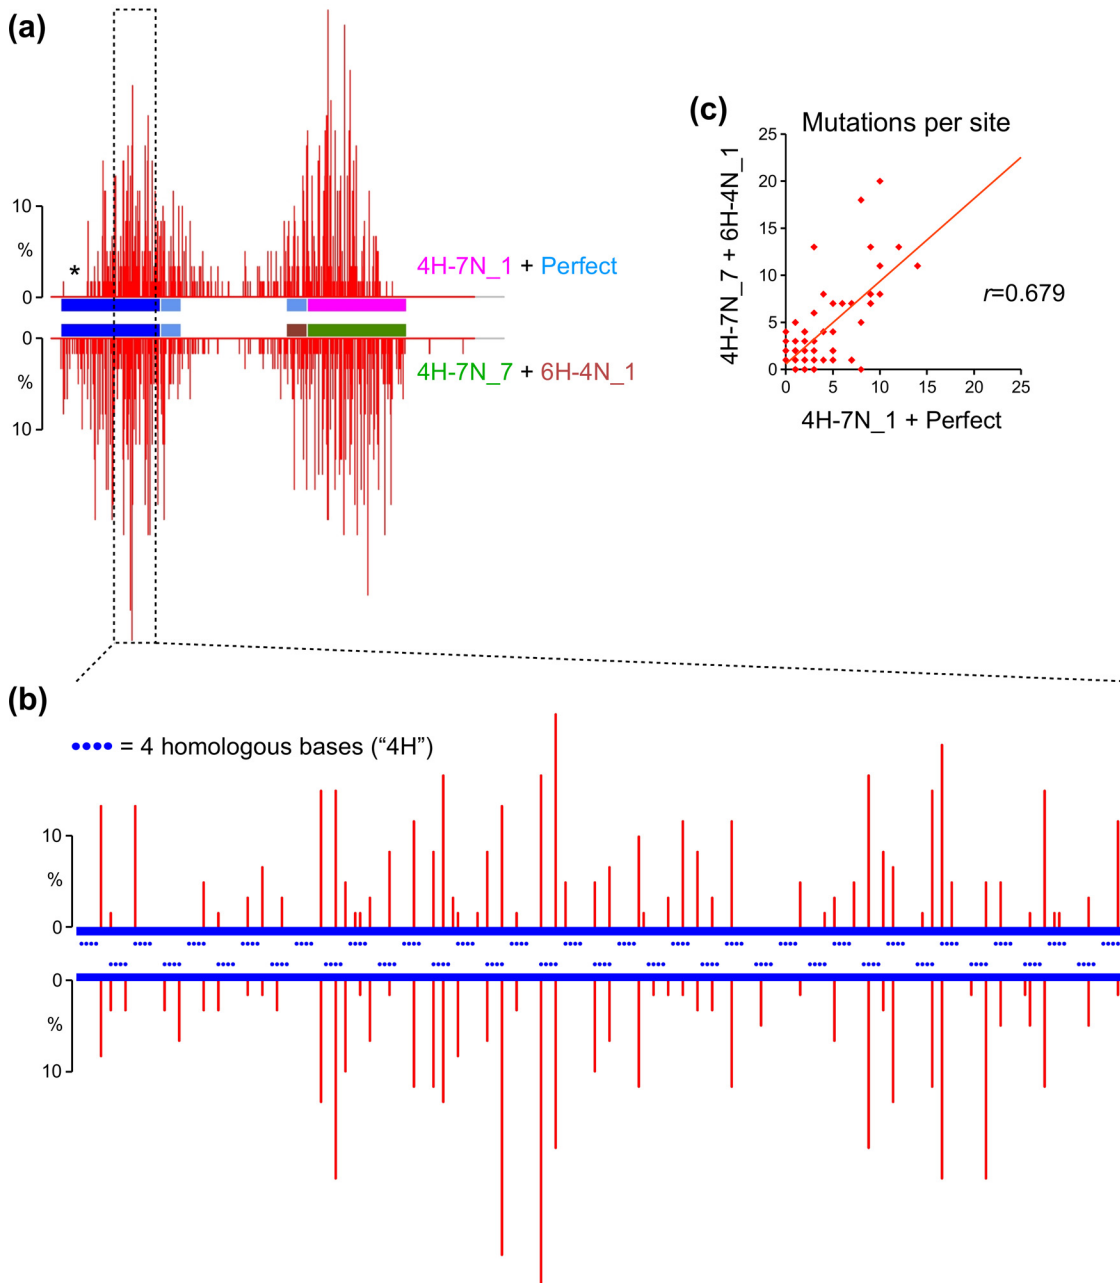 (a)
10
%
0
*
4H-7N_1 + Perfect
0
%
10
4H-7N_7 + 6H-4N_1
(c)
Mutations per site
4H-7N_7 + 6H-4N_1
25
20
15
10
5
0
r=0.679
0 5 10 15 20 25
4H-7N_1 + Perfect
(b)
= 4 homologous bases (“4H”)
10
%
0
0
%
10